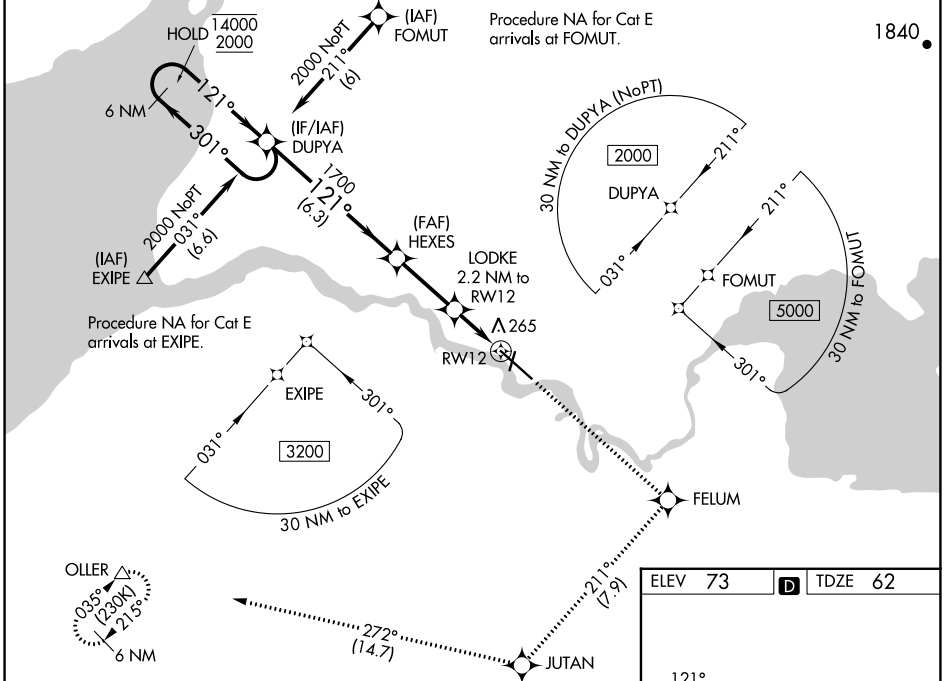 HOLD 14000
2000
(IAF)
FOMUT
Procedure NA for Cat E
arrivals at FOMUT.
1840
2000 NoPT
211°
(6)
121°
6 NM
301°
(IF/IAF)
DUPYA
1700
121°
(6.3)
2000 NoPT
031°
(6.6)
(IAF)
EXIPE
(FAF)
HEXES
LODKE
2.2 NM to
RW12
265
RW12
30 NM to DUPYA (NoPT)
2000
211°
DUPYA
031°
211°
FOMUT
5000
30 NM to FOMUT
301°
Procedure NA for Cat E
arrivals at EXIPE.
EXIPE
301°
031°
3200
30 NM to EXIPE
FELUM
211°
(7.9)
OLLER
035°
(230K)
215°
6 NM
272°
(14.7)
JUTAN
ELEV 73 D TDZE 62
121°